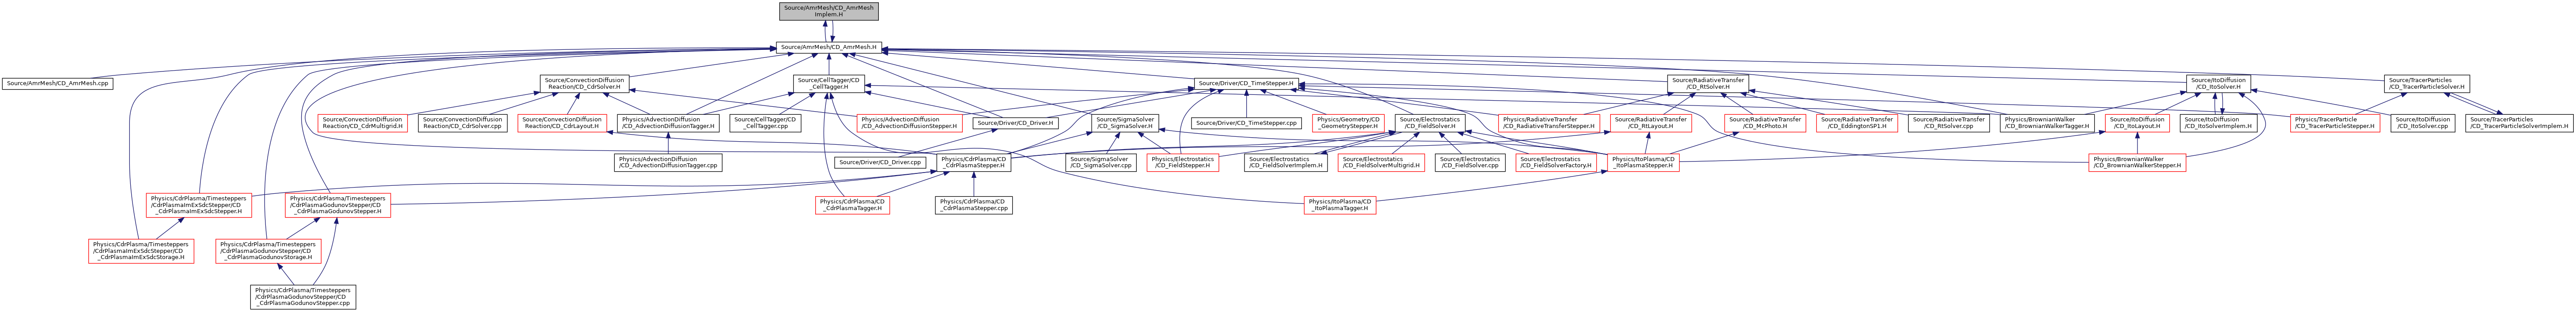 Source/AmrMesh/CD_AmrMesh
Implem.H
Source/AmrMesh/CD_AmrMesh.H
Source/AmrMesh/CD_AmrMesh.cpp
Source/ConvectionDiffusion
Reaction/CD_CdrSolver.H
Source/CellTagger/CD
_CellTagger.H
Source/Driver/CD_TimeStepper.H
Source/RadiativeTransfer
/CD_RtSolver.H
Source/ItoDiffusion
/CD_ItoSolver.H
Source/TracerParticles
/CD_TracerParticleSolver.H
Source/ConvectionDiffusion
Reaction/CD_CdrMultigrid.H
Source/ConvectionDiffusion
Reaction/CD_CdrSolver.cpp
Source/ConvectionDiffusion
Reaction/CD_CdrLayout.H
Physics/AdvectionDiffusion
/CD_AdvectionDiffusionTagger.H
Source/CellTagger/CD
_CellTagger.cpp
Physics/AdvectionDiffusion
/CD_AdvectionDiffusionStepper.H
Source/Driver/CD_Driver.H
Source/SigmaSolver
/CD_SigmaSolver.H
Source/Driver/CD_TimeStepper.cpp
Physics/Geometry/CD
_GeometryStepper.H
Source/Electrostatics
/CD_FieldSolver.H
Physics/RadiativeTransfer
/CD_RadiativeTransferStepper.H
Source/RadiativeTransfer
/CD_RtLayout.H
Source/RadiativeTransfer
/CD_McPhoto.H
Source/RadiativeTransfer
/CD_EddingtonSP1.H
Source/RadiativeTransfer
/CD_RtSolver.cpp
Physics/BrownianWalker
/CD_BrownianWalkerTagger.H
Source/ItoDiffusion
/CD_ItoLayout.H
Source/ItoDiffusion
/CD_ItoSolverImplem.H
Physics/TracerParticle
/CD_TracerParticleStepper.H
Source/ItoDiffusion
/CD_ItoSolver.cpp
Source/TracerParticles
/CD_TracerParticleSolverImplem.H
Physics/AdvectionDiffusion
/CD_AdvectionDiffusionTagger.cpp
Source/Driver/CD_Driver.cpp
Physics/CdrPlasma/CD
_CdrPlasmaStepper.H
Source/SigmaSolver
/CD_SigmaSolver.cpp
Physics/Electrostatics
/CD_FieldStepper.H
Source/Electrostatics
/CD_FieldSolverImplem.H
Source/Electrostatics
/CD_FieldSolverMultigrid.H
Source/Electrostatics
/CD_FieldSolver.cpp
Source/Electrostatics
/CD_FieldSolverFactory.H
Physics/ItoPlasma/CD
_ItoPlasmaStepper.H
Physics/BrownianWalker
/CD_BrownianWalkerStepper.H
Physics/CdrPlasma/Timesteppers
/CdrPlasmaImExSdcStepper/CD
_CdrPlasmaImExSdcStepper.H
Physics/CdrPlasma/Timesteppers
/CdrPlasmaGodunovStepper/CD
_CdrPlasmaGodunovStepper.H
Physics/CdrPlasma/CD
_CdrPlasmaTagger.H
Physics/CdrPlasma/CD
_CdrPlasmaStepper.cpp
Physics/ItoPlasma/CD
_ItoPlasmaTagger.H
Physics/CdrPlasma/Timesteppers
/CdrPlasmaImExSdcStepper/CD
_CdrPlasmaImExSdcStorage.H
Physics/CdrPlasma/Timesteppers
/CdrPlasmaGodunovStepper/CD
_CdrPlasmaGodunovStorage.H
Physics/CdrPlasma/Timesteppers
/CdrPlasmaGodunovStepper/CD
_CdrPlasmaGodunovStepper.cpp